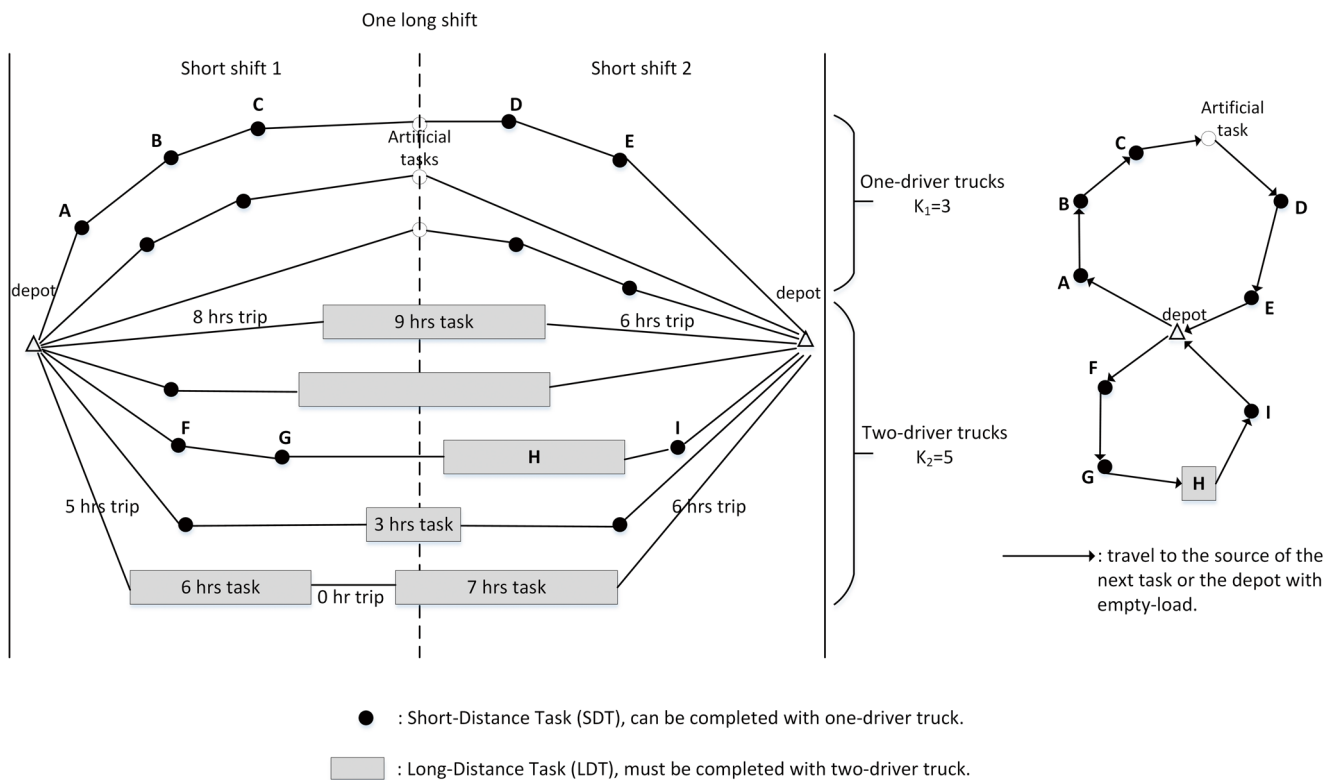 One long shift
Short shift 1
Short shift 2
C
D
B
E
A
Artificial
tasks
depot
depot
8 hrs trip
9 hrs task
6 hrs trip
F
G
H
I
5 hrs trip
3 hrs task
6 hrs trip
6 hrs task
0 hr trip
7 hrs task
One-driver trucks
K1=3
Two-driver trucks
K2=5
Artificial
task
C
B
D
A
E
depot
F
I
G
H
: travel to the source of the
next task or the depot with
empty-load.
: Short-Distance Task (SDT), can be completed with one-driver truck.
: Long-Distance Task (LDT), must be completed with two-driver truck.